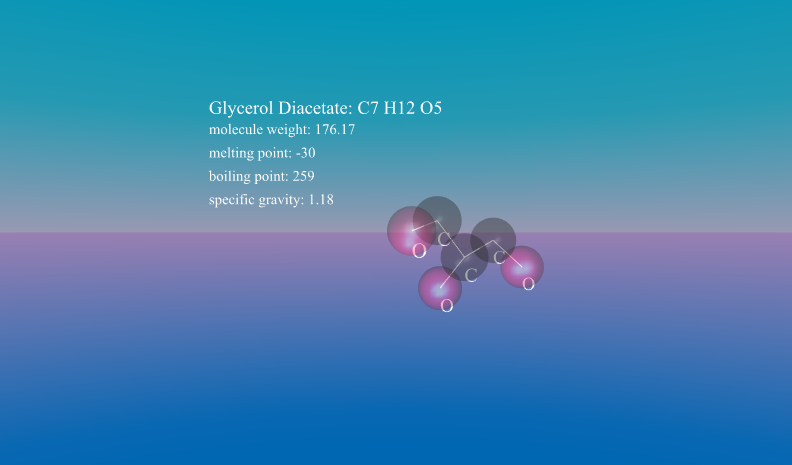 Glycerol Diacetate: C7 H12 O5
molecule weight: 176.17
melting point: -30
boiling point: 259
specific gravity: 1.18
C
O
C
C
O
O